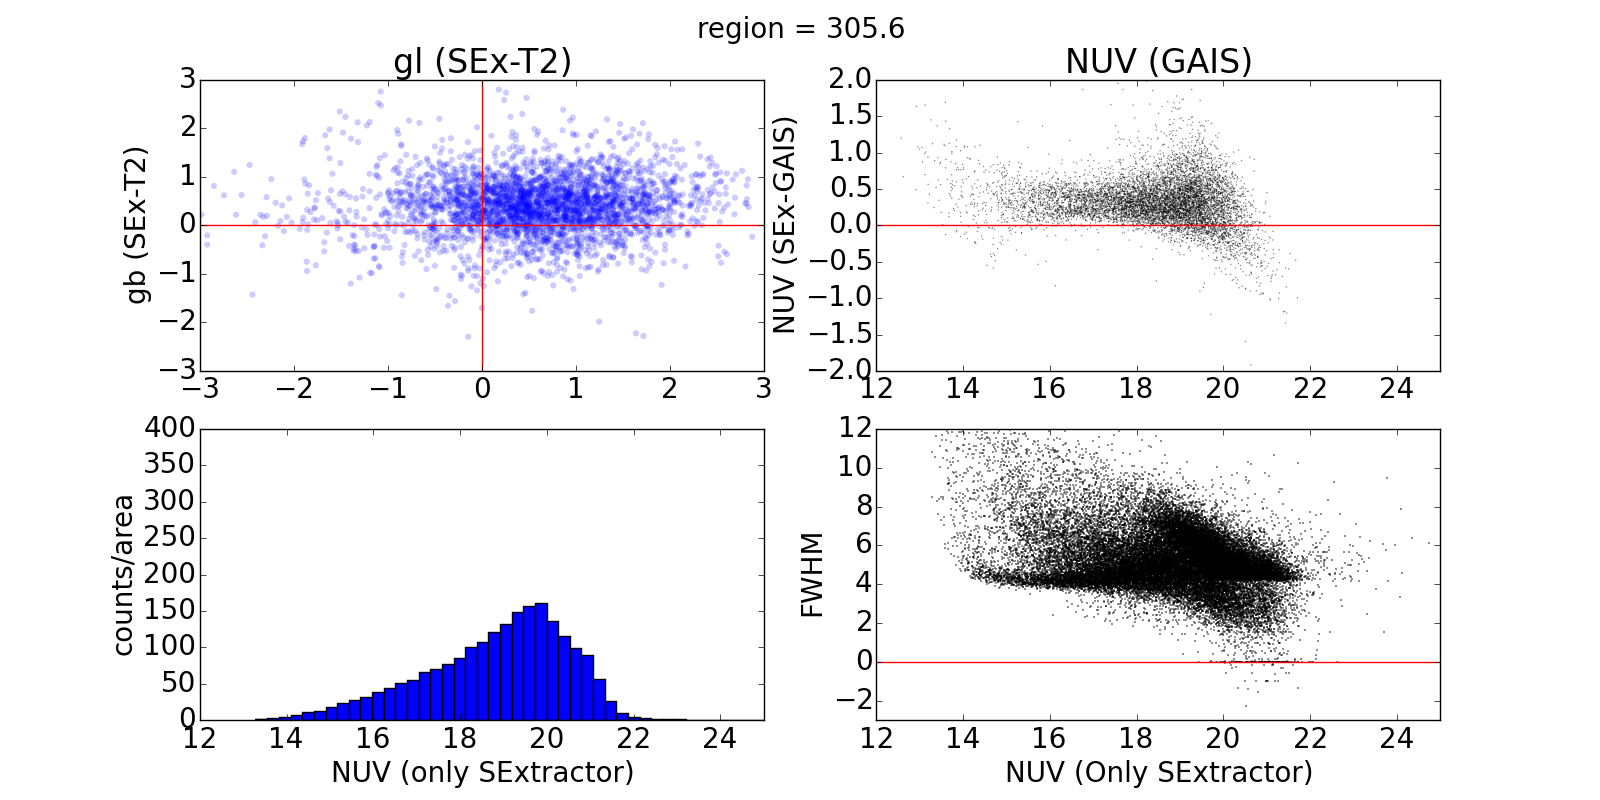 region = 305.6
gl (SEx-T2)
NUV (GAIS)
gb (SEx-T2)
3
2
1
0
−1
−2
−3
−3 −2 −1 0 1 2 3
NUV (SEx-GAIS)
2.0
1.5
1.0
0.5
0.0
−0.5
−1.0
−1.5
−2.0
12 14 16 18 20 22 24
counts/area
400
350
300
250
200
150
100
50
0
12 14 16 18 20 22 24
NUV (only SExtractor)
FWHM
12
10
8
6
4
2
0
−2
12 14 16 18 20 22 24
NUV (Only SExtractor)